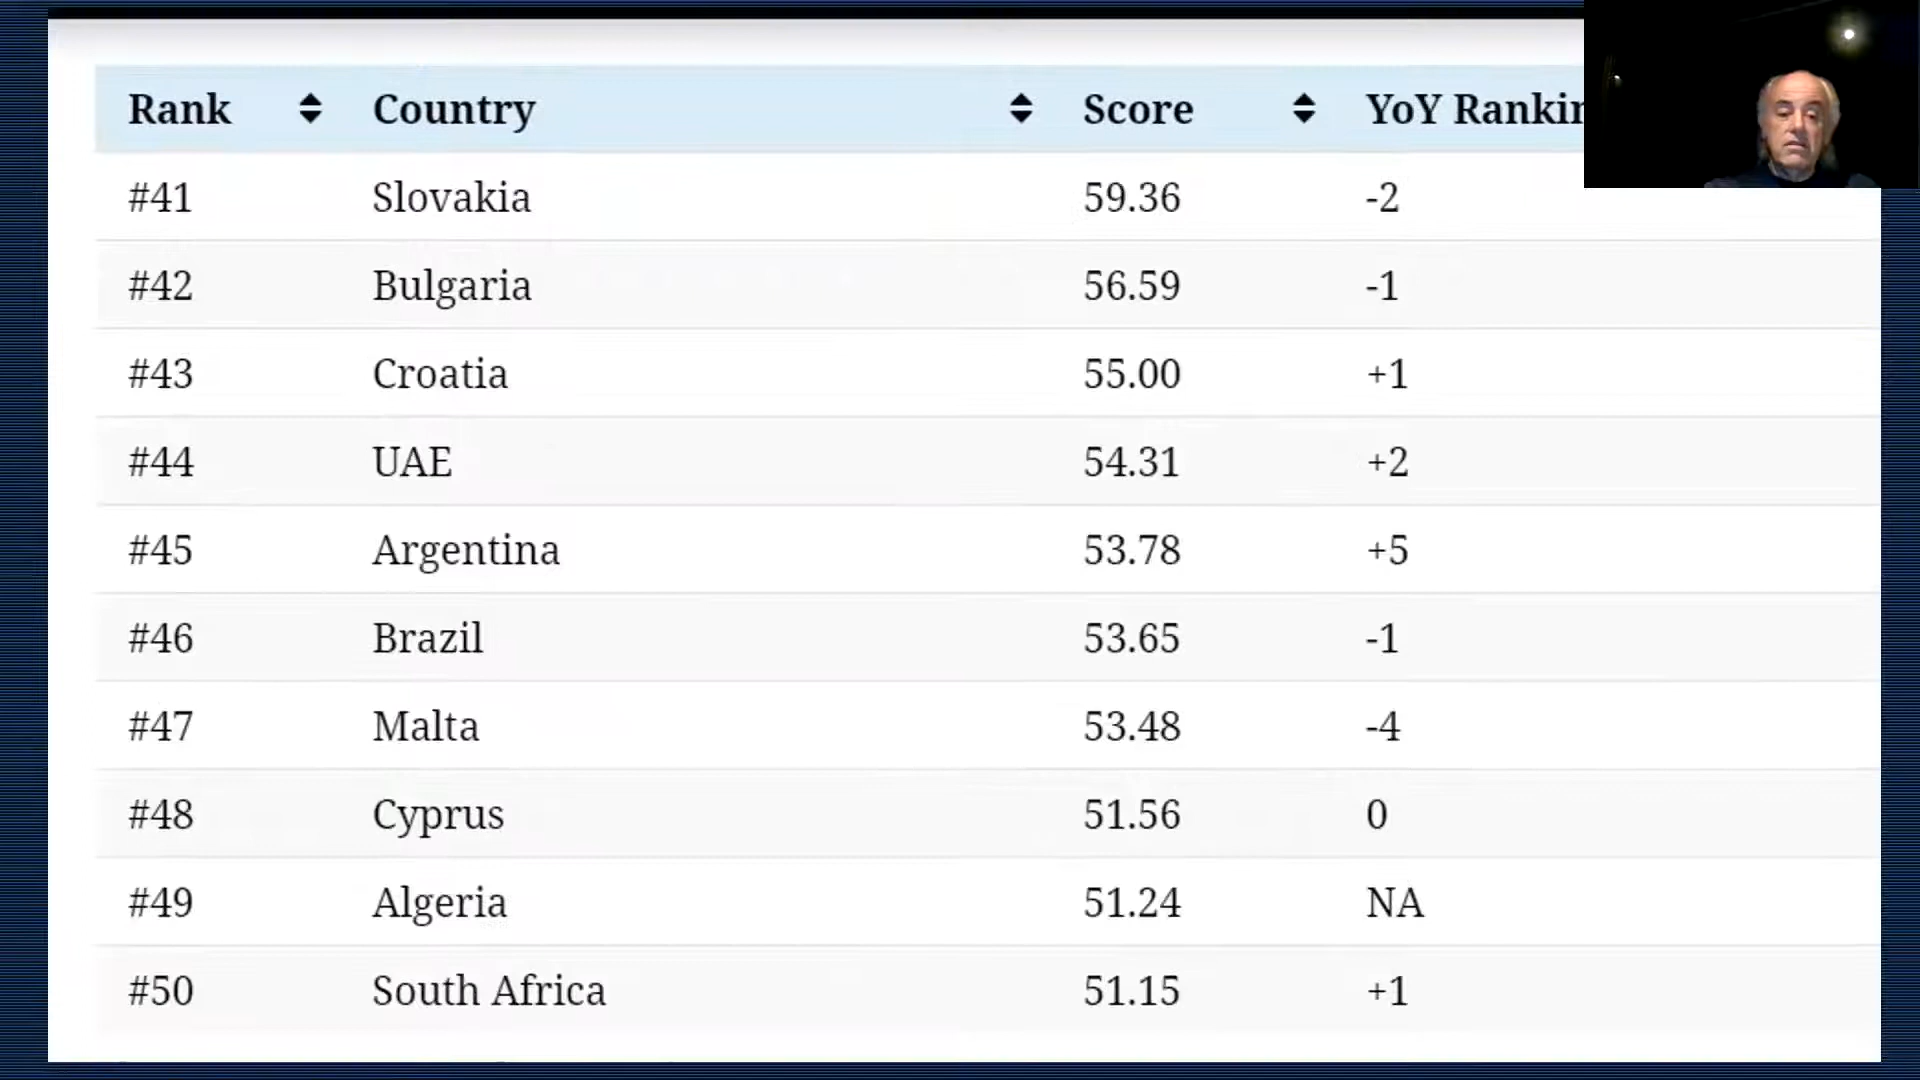 Rank Country Score YoY Rankin
#41 Slovakia 59.36 -2
#42 Bulgaria 56.59 -1
#43 Croatia 55.00 +1
#44 UAE 54.31 +2
#45 Argentina 53.78 +5
#46 Brazil 53.65 -1
#47 Malta 53.48 -4
#48 Cyprus 51.56 0
#49 Algeria 51.24 NA
#50 South Africa 51.15 +1